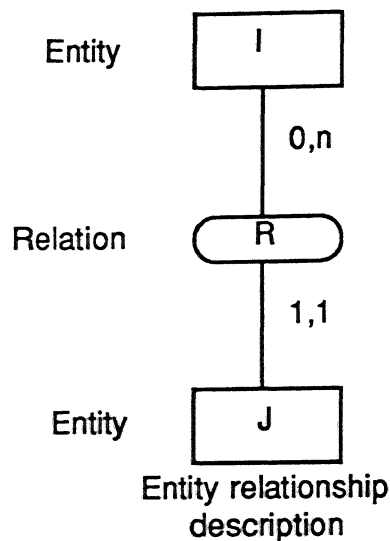 Entity
I
0,n
Relation
R
1,1
Entity
J
Entity relationship
description